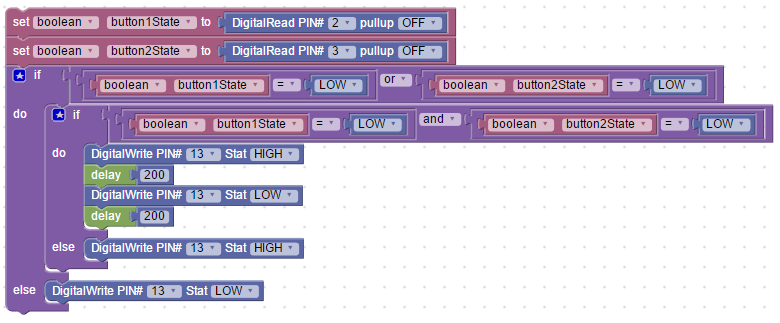 set boolean button1State to DigitalRead PIN# 2 pullup OFF
set boolean button2State to DigitalRead PIN# 3 pullup OFF
if boolean button1State = LOW or boolean button2State = LOW
do if boolean button1State = LOW and boolean button2State = LOW
do DigitalWrite PIN# 13 Stat HIGH
delay 200
DigitalWrite PIN# 13 Stat LOW
delay 200
else DigitalWrite PIN# 13 Stat HIGH
else DigitalWrite PIN# 13 Stat LOW